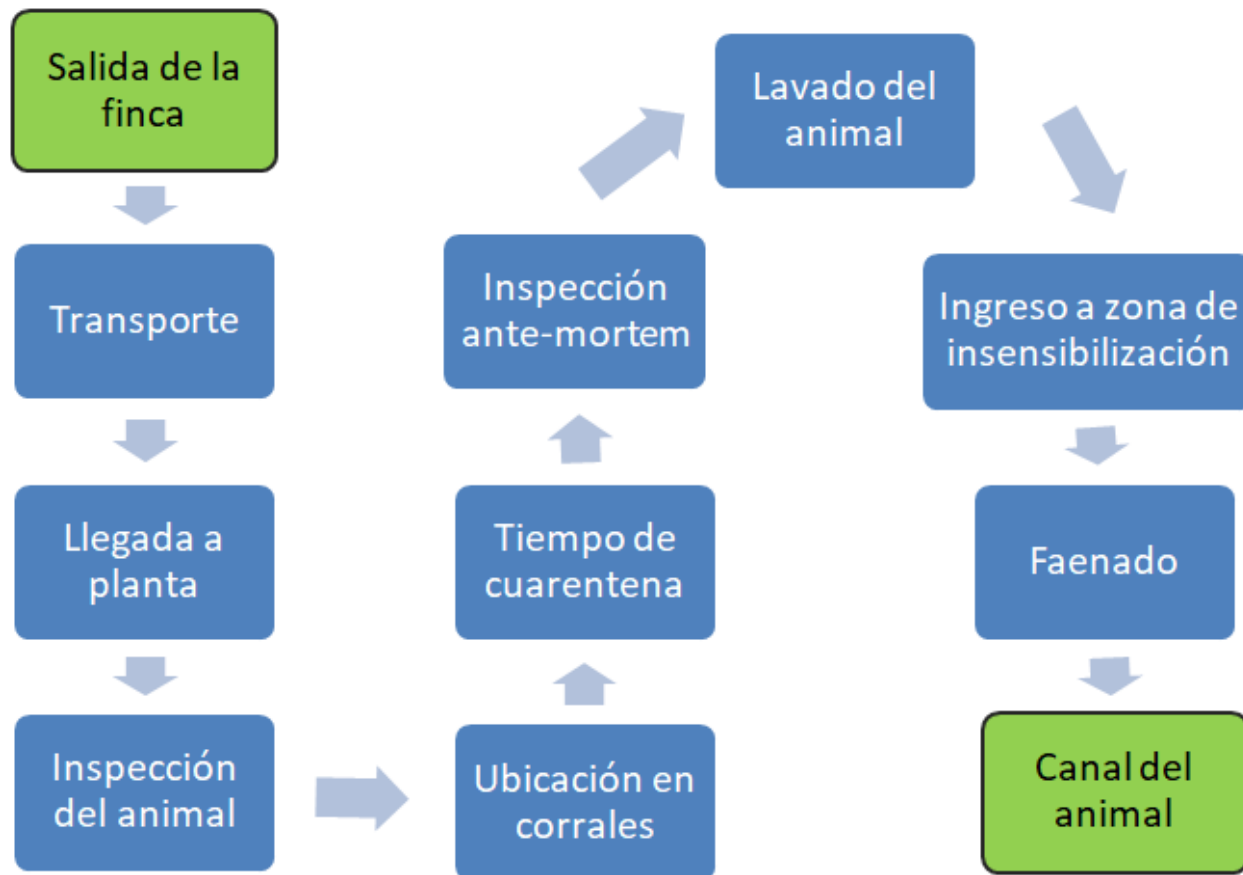 Salida de la
finca
Transporte
Llegada a
planta
Inspección
del animal
Ubicación en
corrales
Tiempo de
cuarentena
Inspección
ante-mortem
Lavado del
animal
Ingreso a zona de
insensibilización
Faenado
Canal del
animal